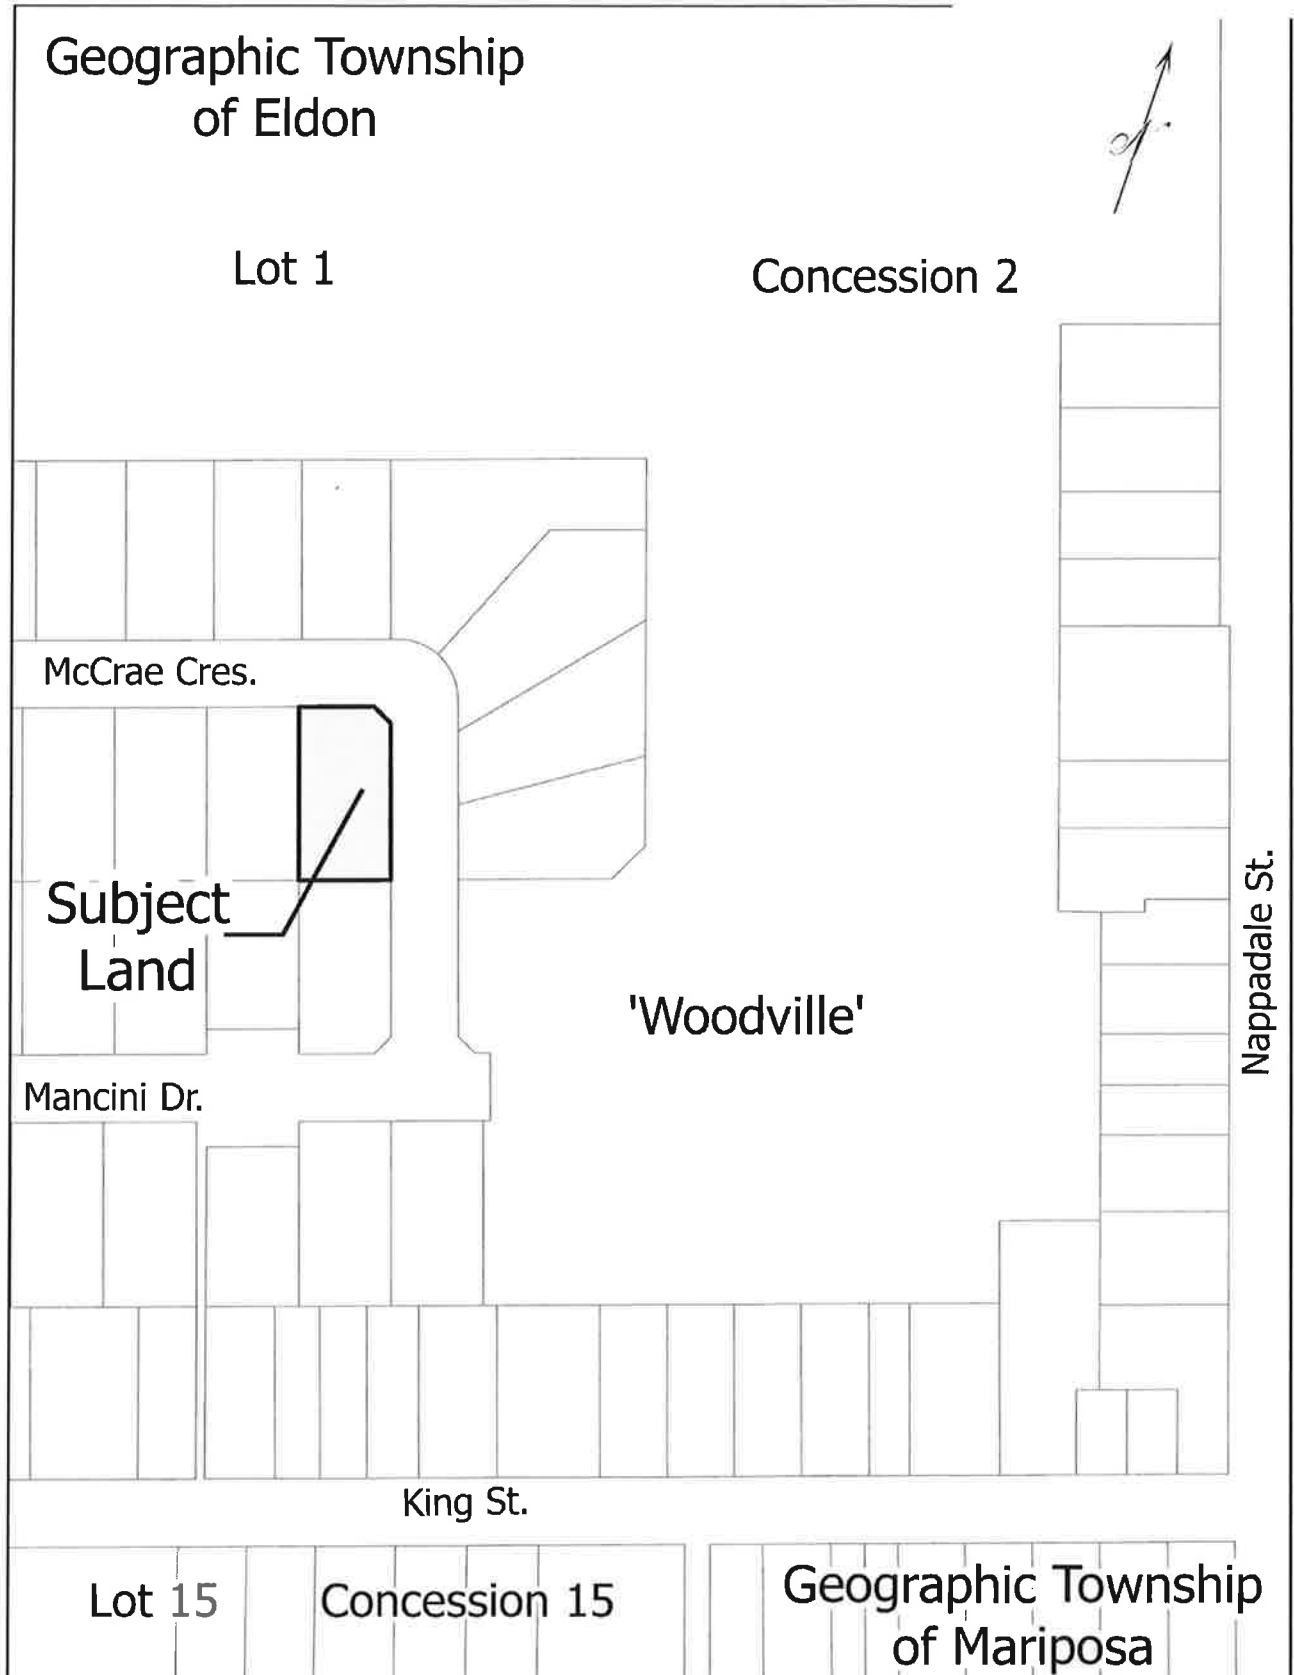 Geographic Township
of Eldon
Lot 1
Concession 2
McCrae Cres.
Subject
Land
'Woodville'
Nappadale St.
Mancini Dr.
King St.
Lot 15
Concession 15
Geographic Township
of Mariposa